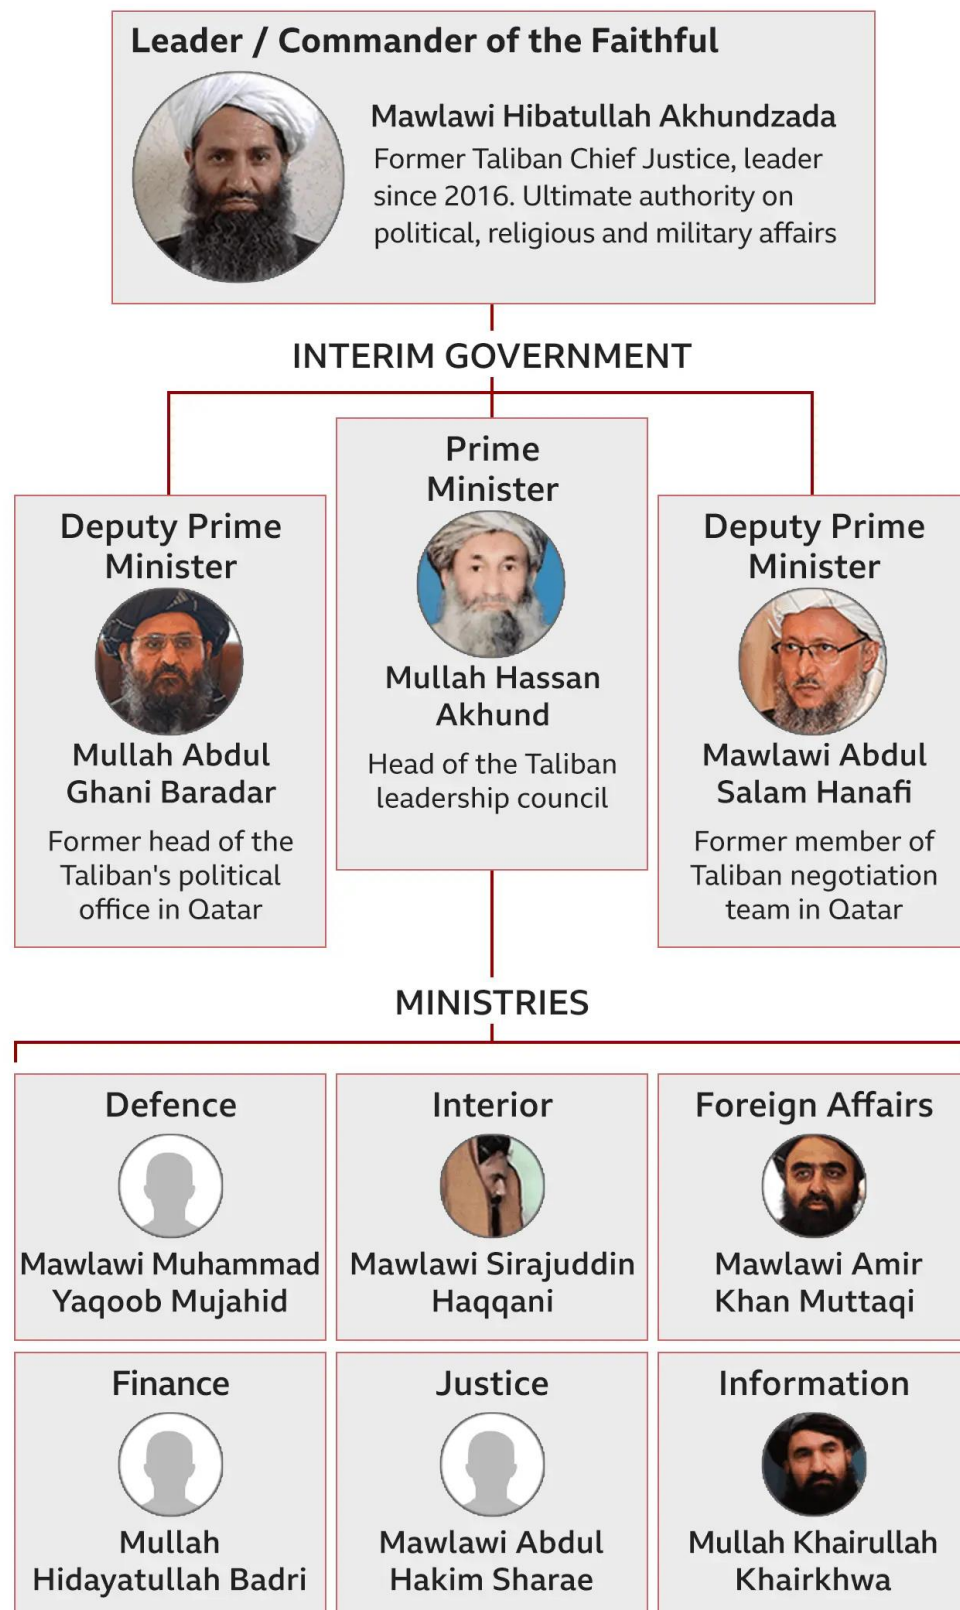 Leader / Commander of the Faithful
Mawlawi Hibatullah Akhundzada
Former Taliban Chief Justice, leader
since 2016. Ultimate authority on
political, religious and military affairs
INTERIM GOVERNMENT
Prime
Minister
Mullah Hassan
Akhund
Head of the Taliban
leadership council
Deputy Prime
Minister
Mullah Abdul
Ghani Baradar
Former head of the
Taliban's political
office in Qatar
Deputy Prime
Minister
Mawlawi Abdul
Salam Hanafi
Former member of
Taliban negotiation
team in Qatar
MINISTRIES
Defence
Mawlawi Muhammad
Yaqoob Mujahid
Interior
Mawlawi Sirajuddin
Haqqani
Foreign Affairs
Mawlawi Amir
Khan Muttaqi
Finance
Mullah
Hidayatullah Badri
Justice
Mawlawi Abdul
Hakim Sharae
Information
Mullah Khairullah
Khairkhwa